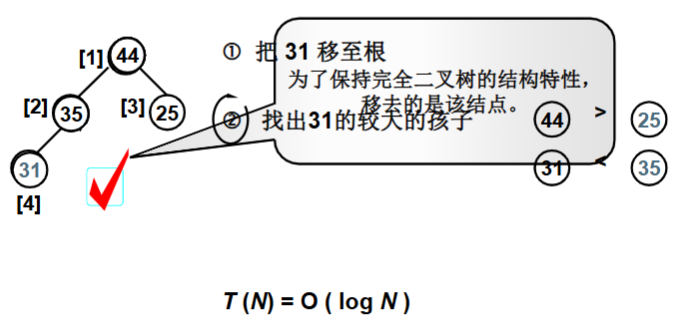 [1] 44
① 把 31 移至根
为了保持完全二叉树的结构特性，
移去的是该结点。
[2] 35 [3] 25
② 找出31的较大的孩子
44 > 25
31
31 < 35
[4]
T (N) = O ( log N )